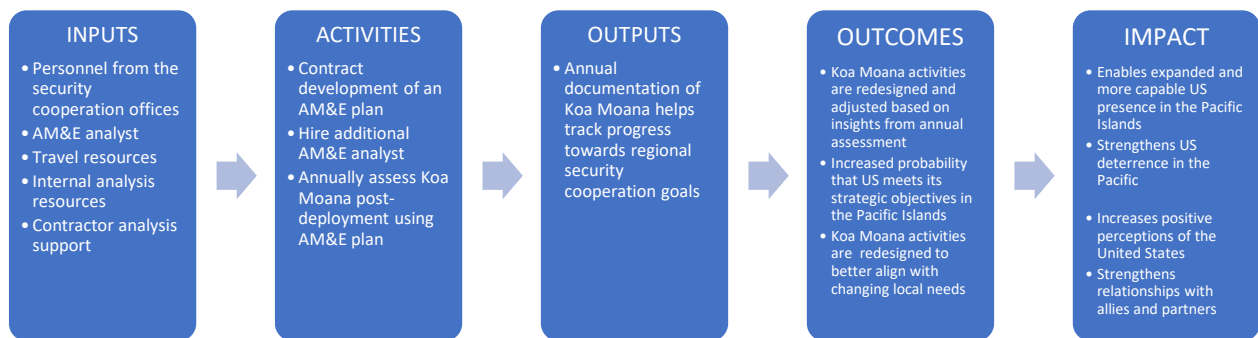 INPUTS
• Personnel from the
security
cooperation offices
• AM&E analyst
• Travel resources
• Internal analysis
resources
• Contractor analysis
support
ACTIVITIES
• Contract
development of an
AM&E plan
• Hire additional
AM&E analyst
• Annually assess Koa
Moana post-
deployment using
AM&E plan
OUTPUTS
• Annual
documentation of
Koa Moana helps
track progress
towards regional
security
cooperation goals
OUTCOMES
• Koa Moana activities
are redesigned and
adjusted based on
insights from annual
assessment
• Increased probability
that US meets its
strategic objectives in
the Pacific Islands
• Koa Moana activities
are redesigned to
better align with
changing local needs
IMPACT
• Enables expanded and
more capable US
presence in the Pacific
Islands
• Strengthens US
deterrence in the
Pacific
• Increases positive
perceptions of the
United States
• Strengthens
relationships with
allies and partners